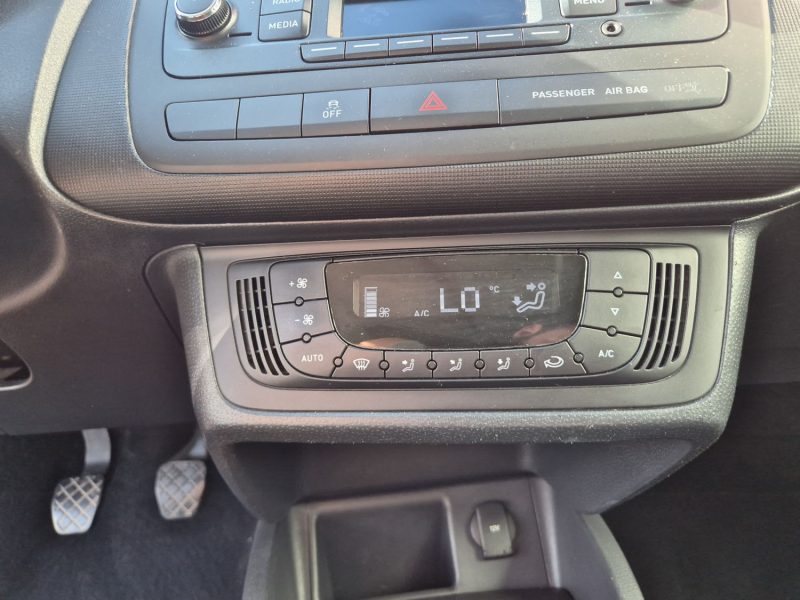 RADIO
MEDIA
MENU
OFF
PASSENGER AIR BAG
A/C LO °C
AUTO
A/C